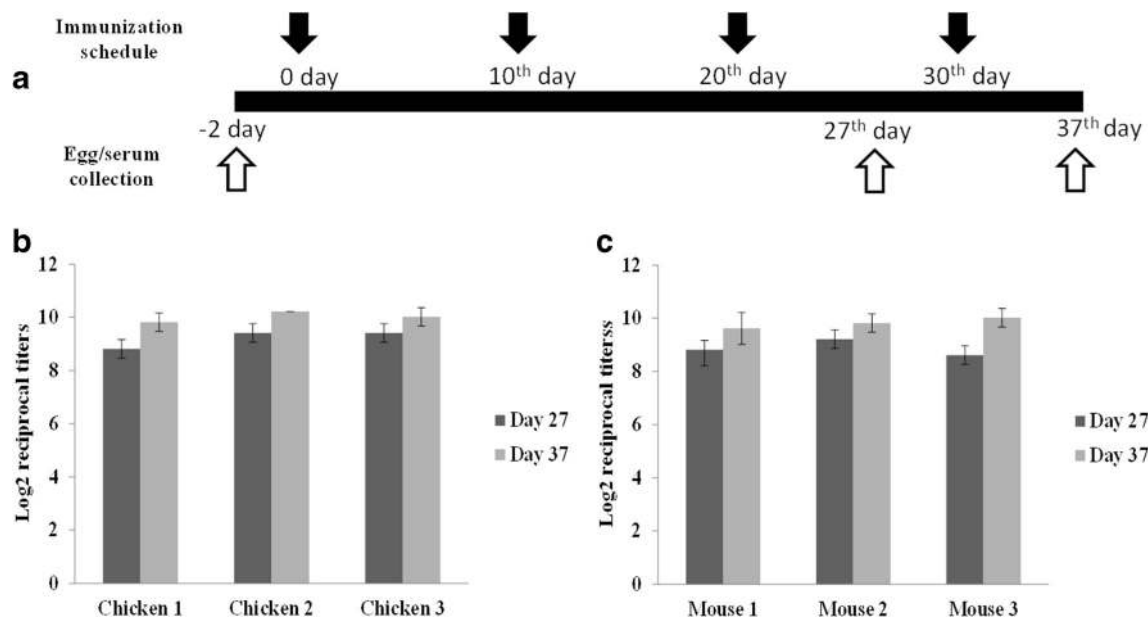 Immunization
schedule
a
0 day
10th day
20th day
30th day
-2 day
27th day
37th day
Egg/serum
collection
b
Log2 reciprocal titers
12
10
8
6
4
2
0
Chicken 1
Chicken 2
Chicken 3
Day 27
Day 37
c
Log2 reciprocal titerss
12
10
8
6
4
2
0
Mouse 1
Mouse 2
Mouse 3
Day 27
Day 37